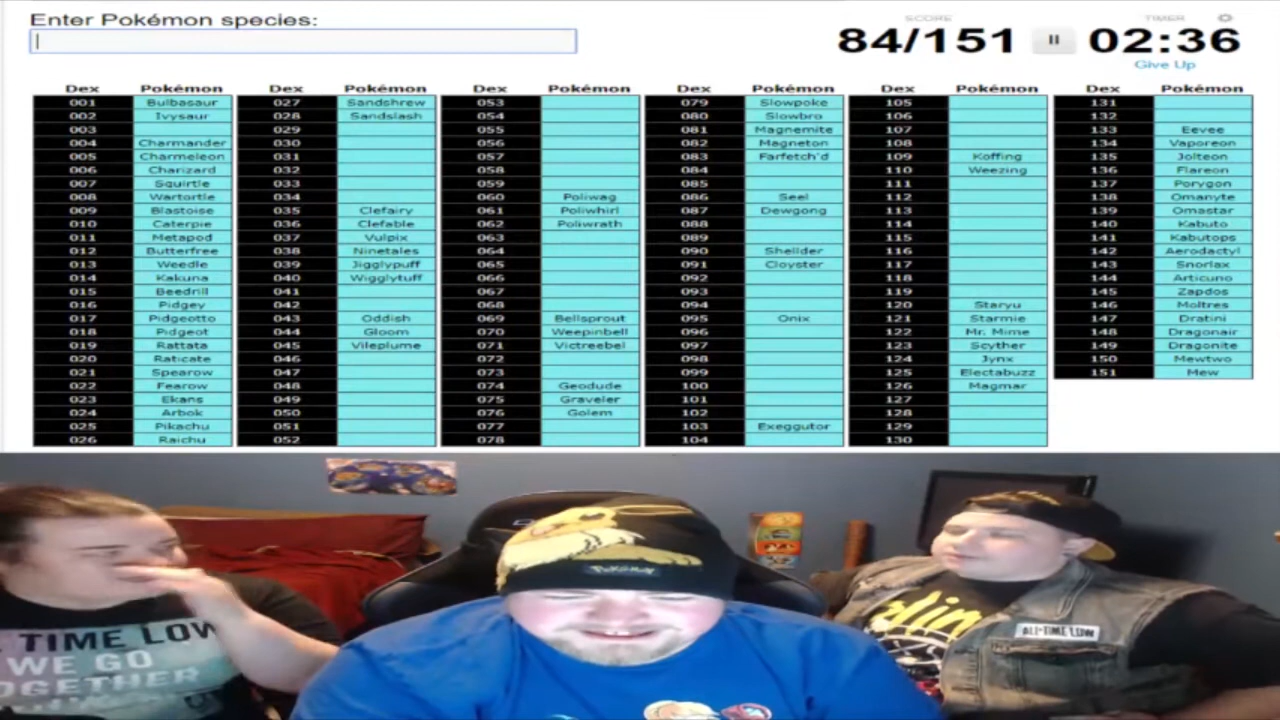 Enter Pokémon species:
SCORE
84/151
TIMER
02:36
Give Up
Dex Pokémon Dex Pokémon Dex Pokémon Dex Pokémon Dex Pokémon Dex Pokémon
001 Bulbasaur 027 Sandshrew 053 079 Slowpoke 105 131
002 Ivysaur 028 Sandslash 054 080 Slowbro 106 132
003 029 055 081 Magnemite 107 133 Eevee
004 Charmander 030 056 082 Magneton 108 134 Vaporeon
005 Charmeleon 031 057 083 Farfetch'd 109 Koffing 135 Jolteon
006 Charizard 032 058 084 110 Weezing 136 Flareon
007 Squirtle 033 059 085 111 137 Porygon
008 Wartortle 034 060 Poliwag 086 Seel 112 138 Omanyte
009 Blastoise 035 Clefairy 061 Poliwhirl 087 Dewgong 113 139 Omastar
010 Caterpie 036 Clefable 062 Poliwrath 088 114 140 Kabuto
011 Metapod 037 Vulpix 063 089 115 141 Kabutops
012 Butterfree 038 Ninetales 064 090 Shellder 116 142 Aerodactyl
013 Weedle 039 Jigglypuff 065 091 Cloyster 117 143 Snorlax
014 Kakuna 040 Wigglytuff 066 092 118 144 Articuno
015 Beedrill 041 067 093 119 145 Zapdos
016 Pidgey 042 068 094 120 Staryu 146 Moltres
017 Pidgeotto 043 Oddish 069 Bellsprout 095 Onix 121 Starmie 147 Dratini
018 Pidgeot 044 Gloom 070 Weepinbell 096 122 Mr. Mime 148 Dragonair
019 Rattata 045 Vileplume 071 Victreebel 097 123 Scyther 149 Dragonite
020 Raticate 046 072 098 124 Jynx 150 Mewtwo
021 Spearow 047 073 099 125 Electabuzz 151 Mew
022 Fearow 048 074 Geodude 100 126 Magmar
023 Ekans 049 075 Graveler 101 127
024 Arbok 050 076 Golem 102 128
025 Pikachu 051 077 103 Exeggutor 129
026 Raichu 052 078 104 130
Pokémon
TIME LOW
WE GO
OGETHER
ALL TIME LOW